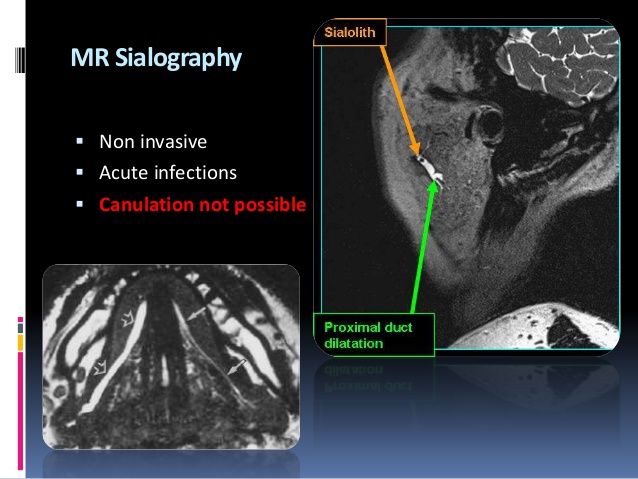 MR Sialography
Non invasive
Acute infections
Canulation not possible
Sialolith
Proximal duct
dilatation